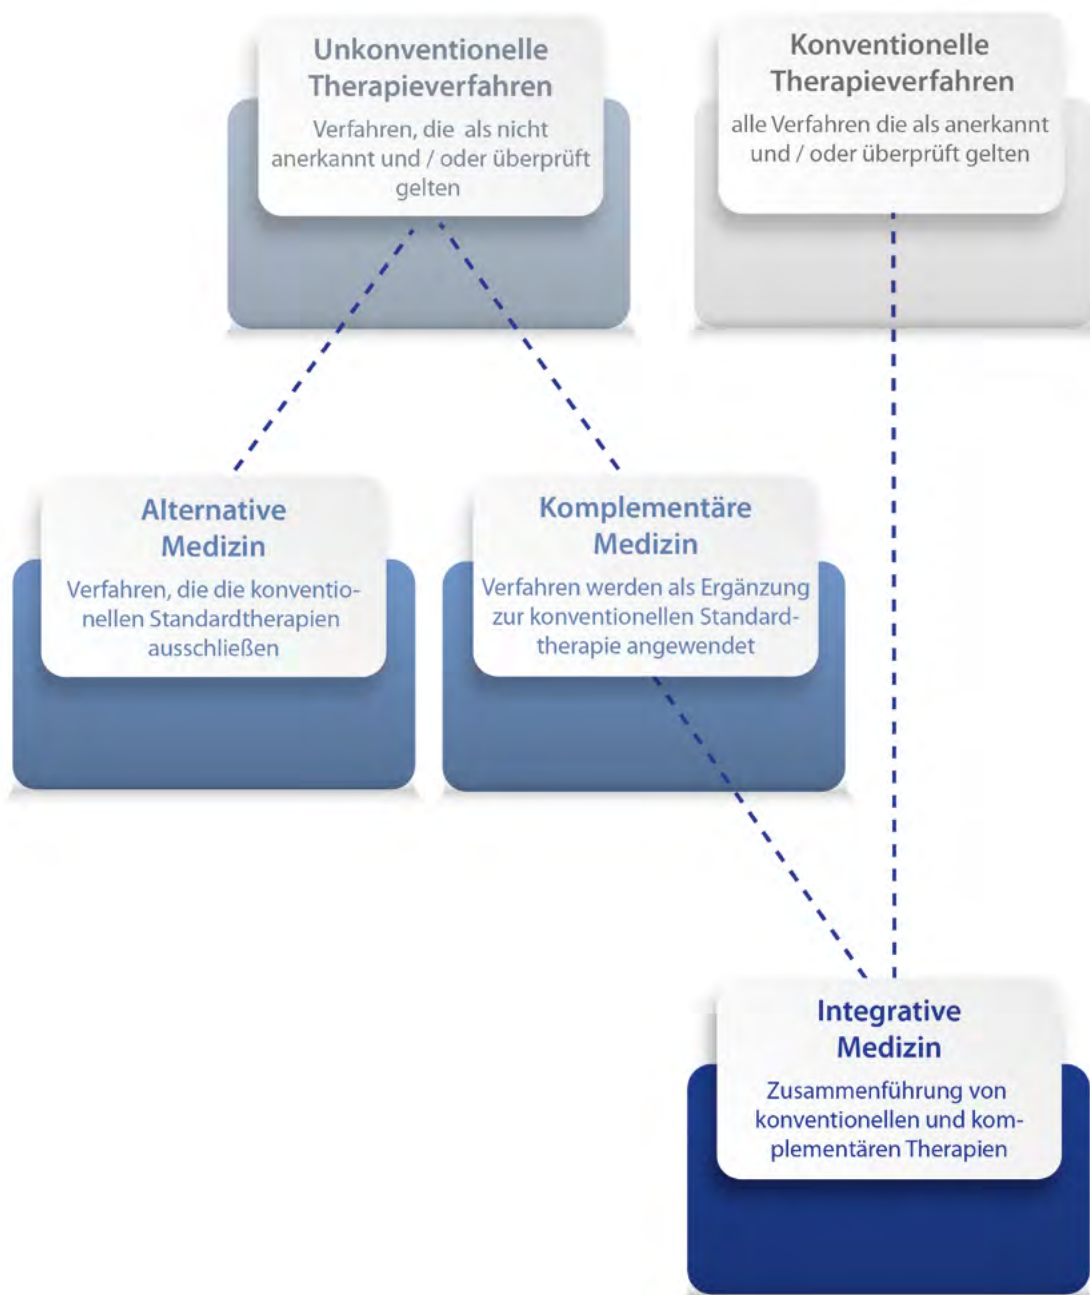 Unkonventionelle
Therapieverfahren
Verfahren, die als nicht
anerkannt und / oder überprüft
gelten
Konventionelle
Therapieverfahren
alle Verfahren die als anerkannt
und / oder überprüft gelten
Alternative
Medizin
Verfahren, die die konventio-
nellen Standardtherapien
ausschließen
Komplementäre
Medizin
Verfahren werden als Ergänzung
zur konventionellen Standard-
therapie angewendet
Integrative
Medizin
Zusammenführung von
konventionellen und kom-
plementären Therapien